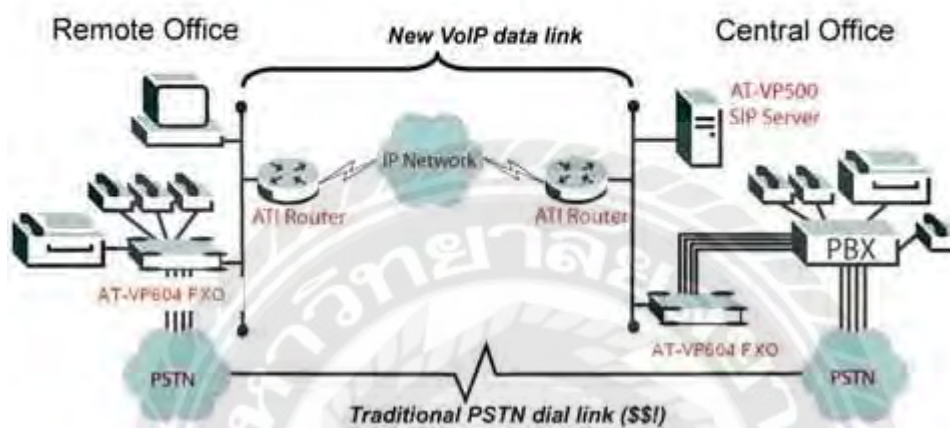 Remote Office
New VoIP data link
Central Office
AT-VP500
SIP Server
IP Network
ATI Router
ATI Router
PBX
AT-VP604 FXO
AT-VP604 FXO
PSTN
PSTN
Traditional PSTN dial link ($$!)